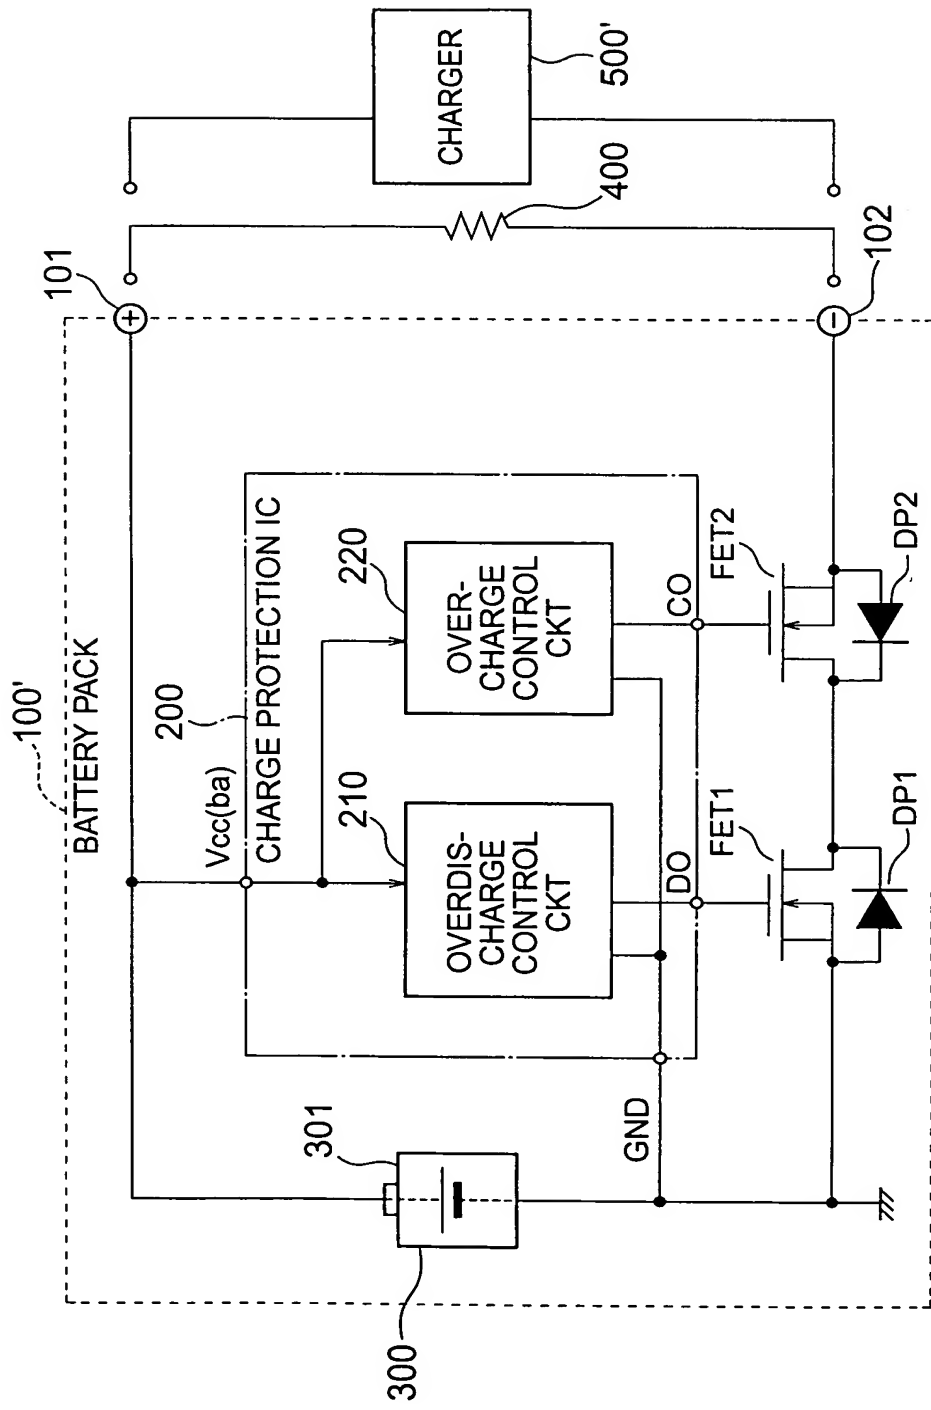 100'
BATTERY PACK
101
+
500'
CHARGER
400
102
−
200
CHARGE PROTECTION IC
Vcc(ba)
210
OVERDIS-
CHARGE
CONTROL
CKT
220
OVER-
CHARGE
CONTROL
CKT
301
300
GND
DO
CO
FET1
FET2
DP1
DP2